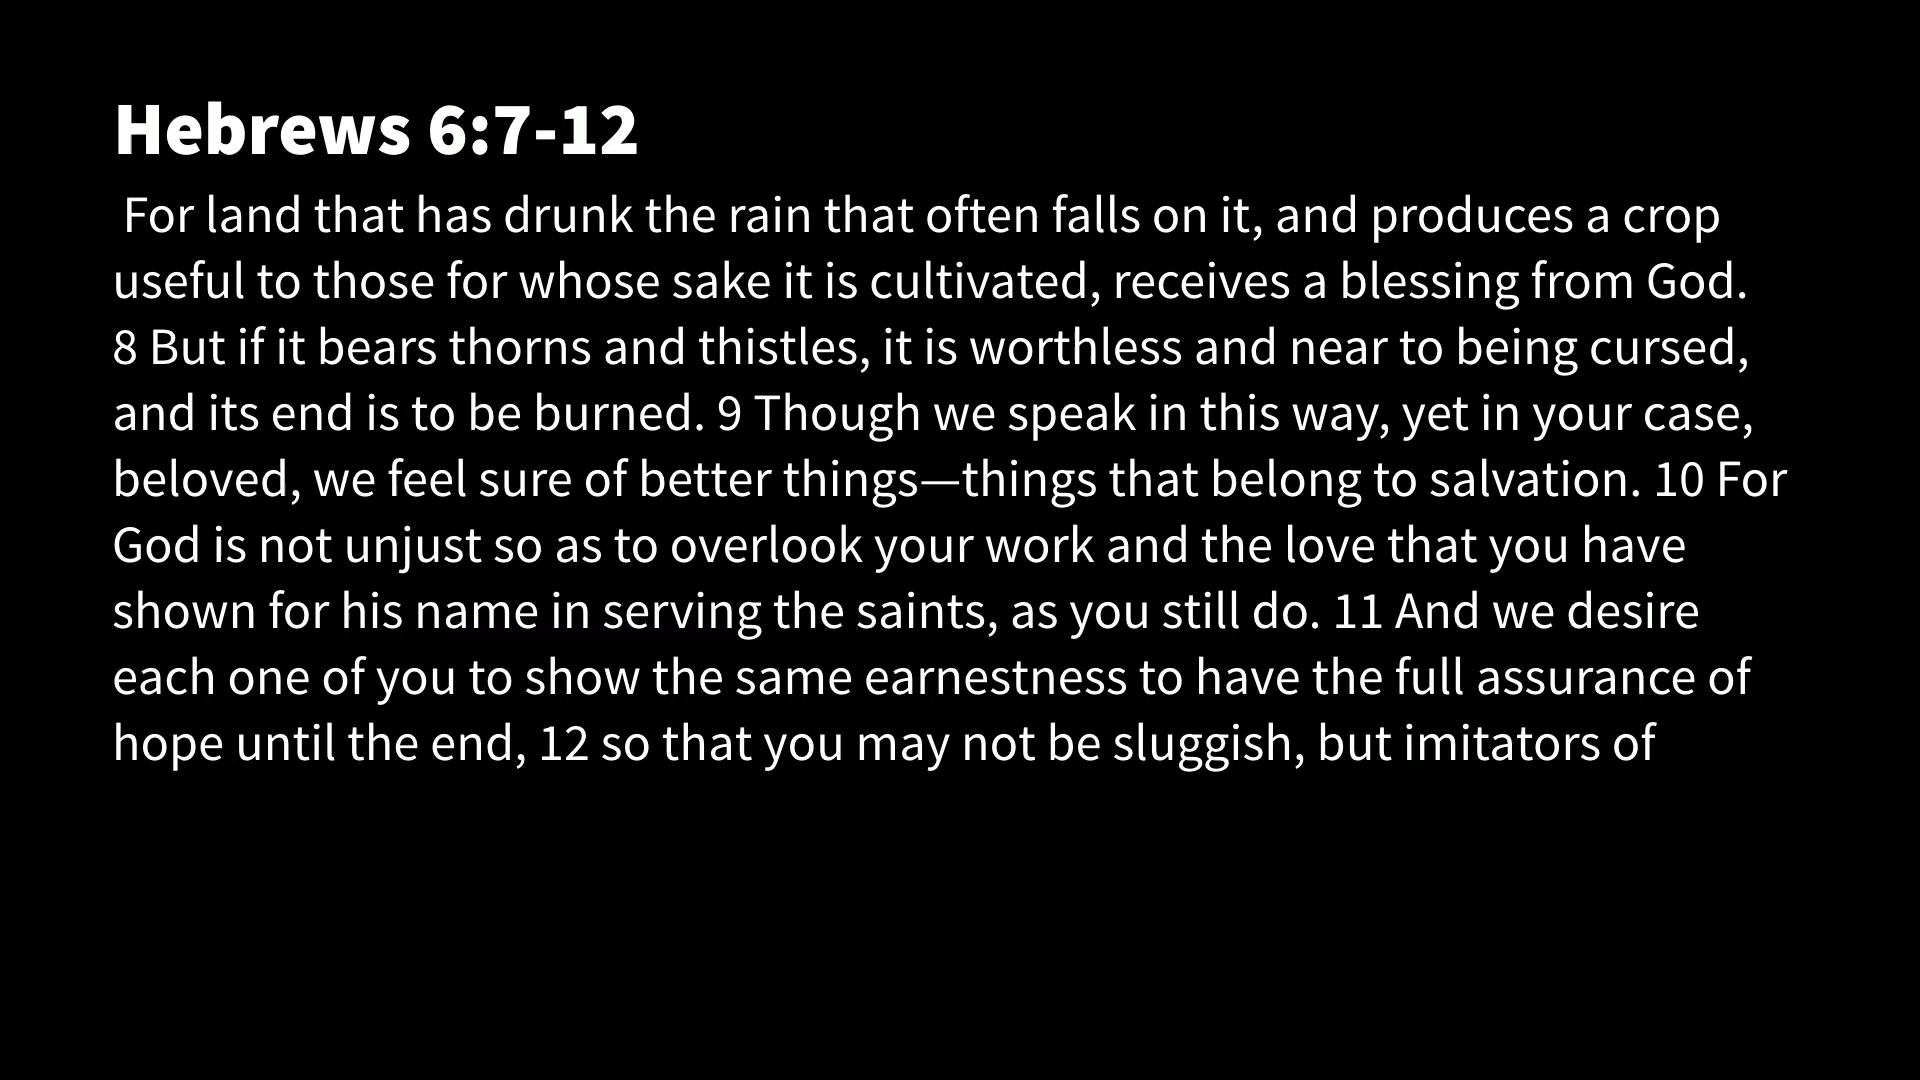 Hebrews 6:7-12
For land that has drunk the rain that often falls on it, and produces a crop
useful to those for whose sake it is cultivated, receives a blessing from God.
8 But if it bears thorns and thistles, it is worthless and near to being cursed,
and its end is to be burned. 9 Though we speak in this way, yet in your case,
beloved, we feel sure of better things—things that belong to salvation. 10 For
God is not unjust so as to overlook your work and the love that you have
shown for his name in serving the saints, as you still do. 11 And we desire
each one of you to show the same earnestness to have the full assurance of
hope until the end, 12 so that you may not be sluggish, but imitators of